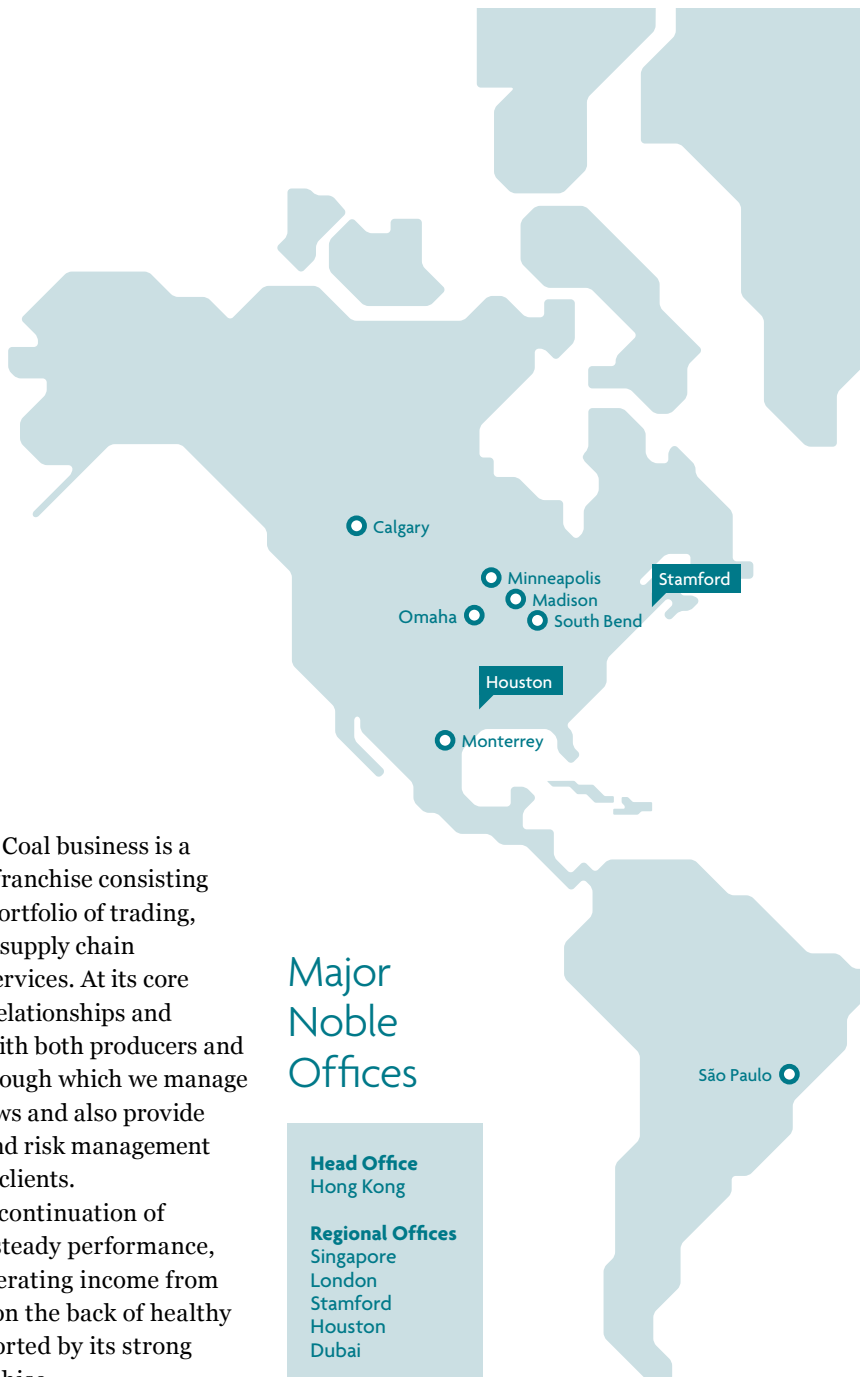 Calgary
Minneapolis
Stamford
Madison
Omaha
South Bend
Houston
Monterrey
Coal business is a
franchise consisting
ortfolio of trading,
supply chain
ervices. At its core
elationships and
ith both producers and
ough which we manage
ws and also provide
nd risk management
clients.
continuation of
steady performance,
erating income from
on the back of healthy
orted by its strong
Major
Noble
Offices
São Paulo
Head Office
Hong Kong
Regional Offices
Singapore
London
Stamford
Houston
Dubai